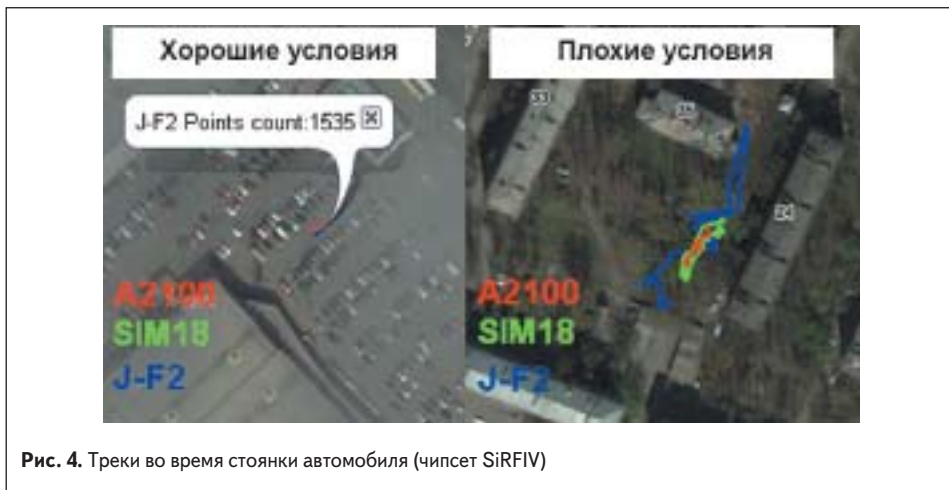 Хорошие условия
Плохие условия
J-F2 Points count:1535
A2100
SIM18
J-F2
A2100
SIM18
J-F2
Рис. 4. Треки во время стоянки автомобиля (чипсет SiRFIV)